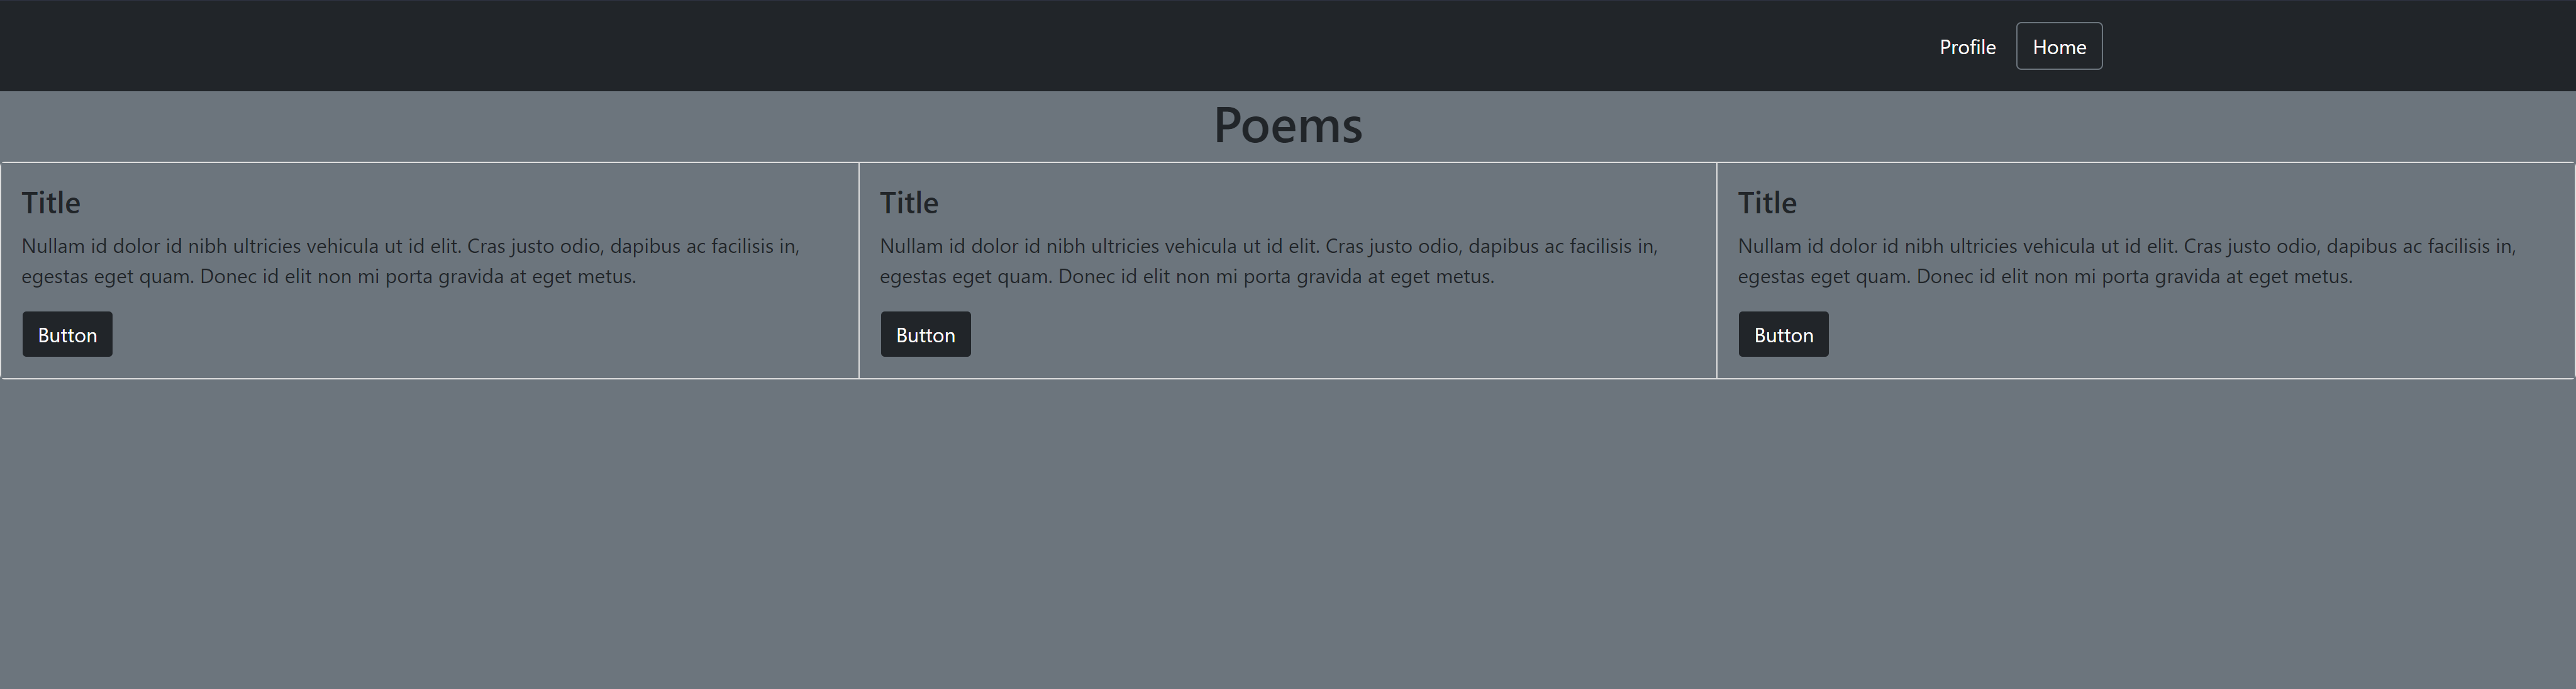 Profile Home
Poems
Title
Nullam id dolor id nibh ultricies vehicula ut id elit. Cras justo odio, dapibus ac facilisis in,
egestas eget quam. Donec id elit non mi porta gravida at eget metus.
Button
Title
Nullam id dolor id nibh ultricies vehicula ut id elit. Cras justo odio, dapibus ac facilisis in,
egestas eget quam. Donec id elit non mi porta gravida at eget metus.
Button
Title
Nullam id dolor id nibh ultricies vehicula ut id elit. Cras justo odio, dapibus ac facilisis in,
egestas eget quam. Donec id elit non mi porta gravida at eget metus.
Button